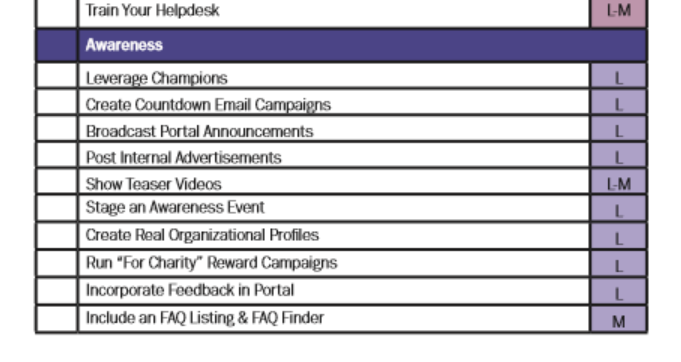 Train Your Helpdesk L-M
Awareness
Leverage Champions L
Create Countdown Email Campaigns L
Broadcast Portal Announcements L
Post Internal Advertisements L
Show Teaser Videos L-M
Stage an Awareness Event L
Create Real Organizational Profiles L
Run “For Charity” Reward Campaigns L
Incorporate Feedback in Portal L
Include an FAQ Listing & FAQ Finder M